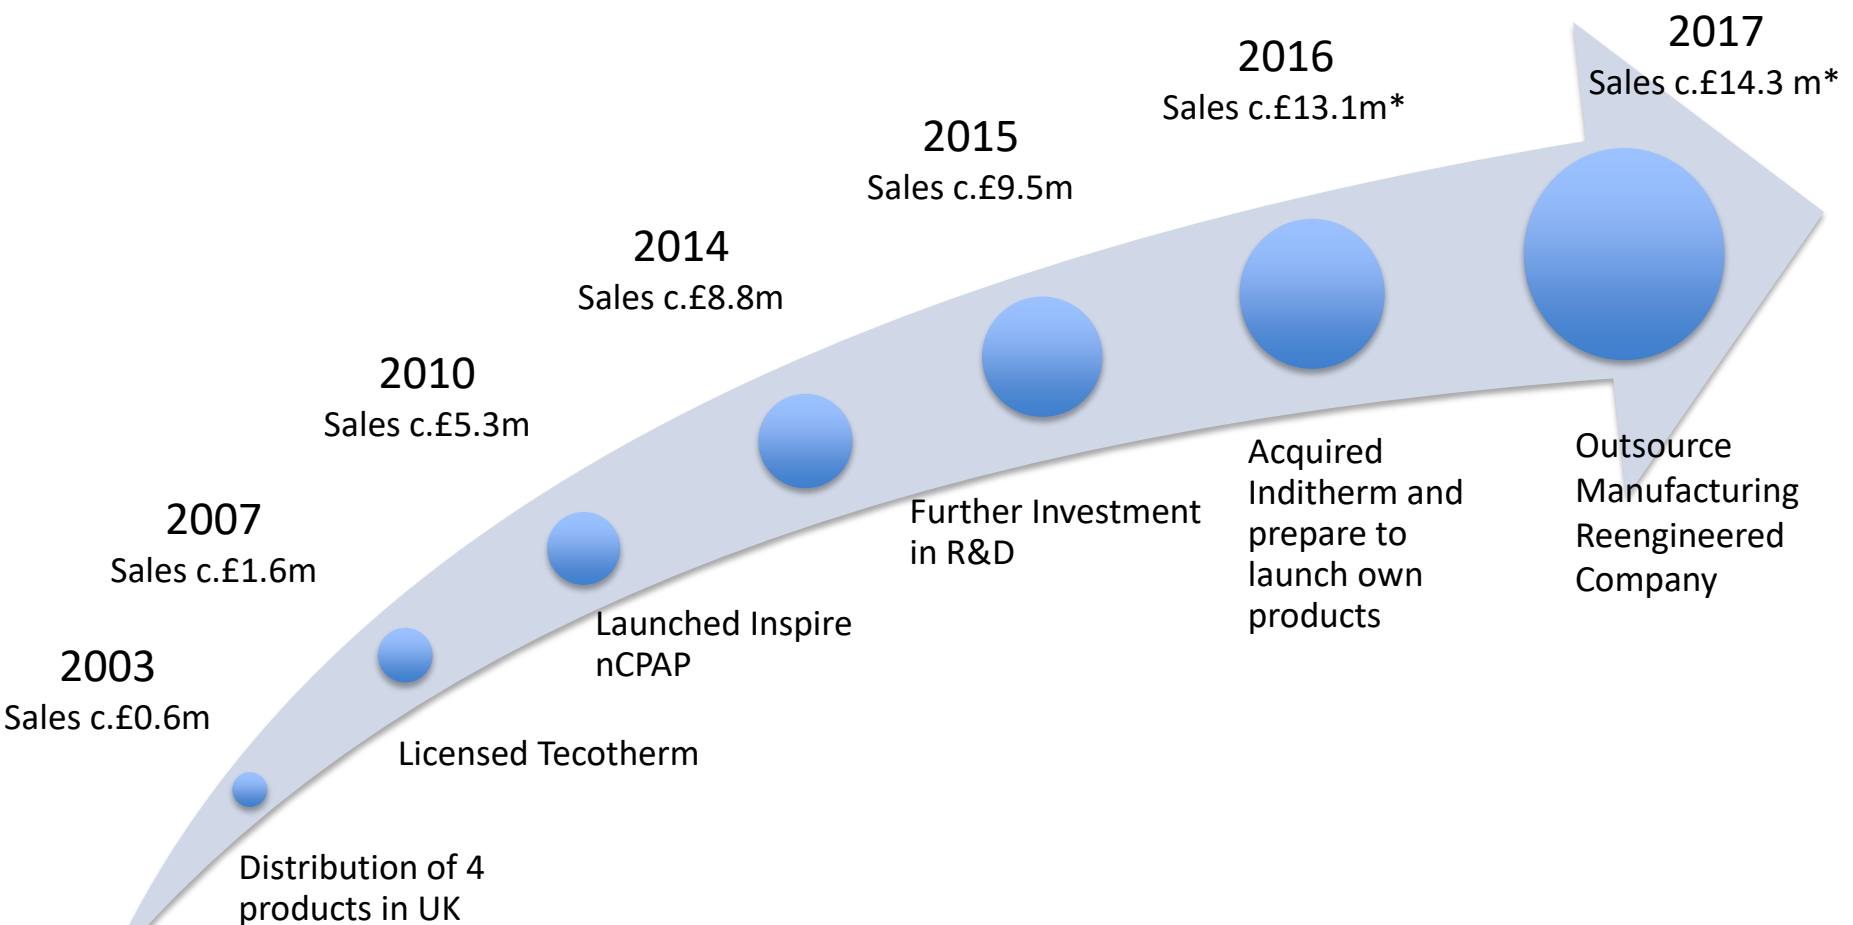 2003
Sales c.£0.6m
Distribution of 4
products in UK
2007
Sales c.£1.6m
Licensed Tecotherm
2010
Sales c.£5.3m
Launched Inspire
nCPAP
2014
Sales c.£8.8m
Further Investment
in R&D
2015
Sales c.£9.5m
2016
Sales c.£13.1m*
Acquired
Inditherm and
prepare to
launch own
products
2017
Sales c.£14.3 m*
Outsource
Manufacturing
Reengineered
Company